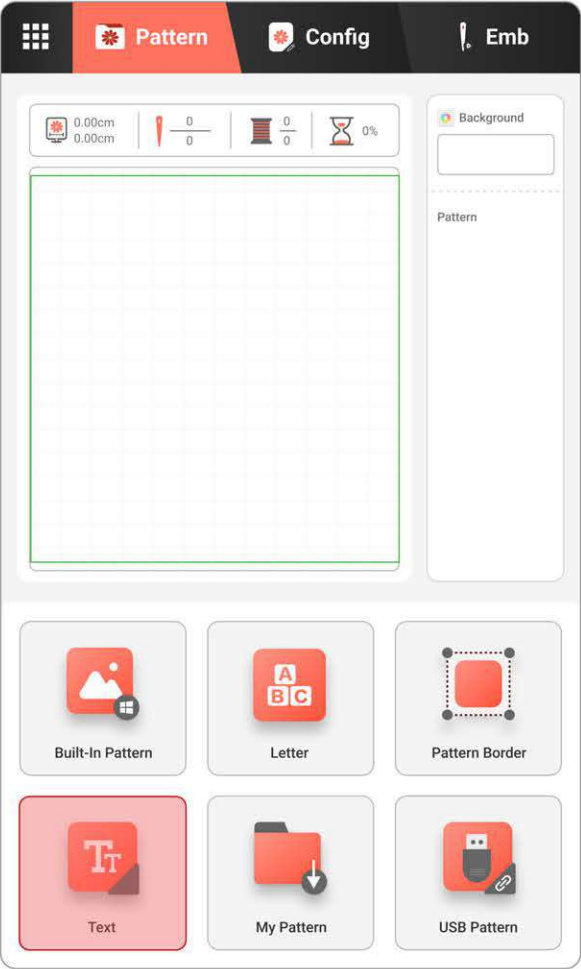 Pattern
Config
Emb
0.00cm
0.00cm
0
0
0
0
0%
Background
Pattern
Built-In Pattern
A
B C
Letter
Pattern Border
TT
Text
My Pattern
USB Pattern